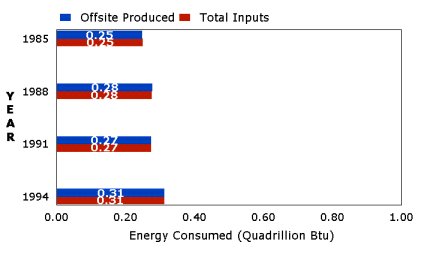 Offsite Produced Total Inputs
1985 0.25
0.25
1988 0.28
0.28
1991 0.27
0.27
1994 0.31
0.31
YEAR
0.00 0.20 0.40 0.60 0.80 1.00
Energy Consumed (Quadrillion Btu)